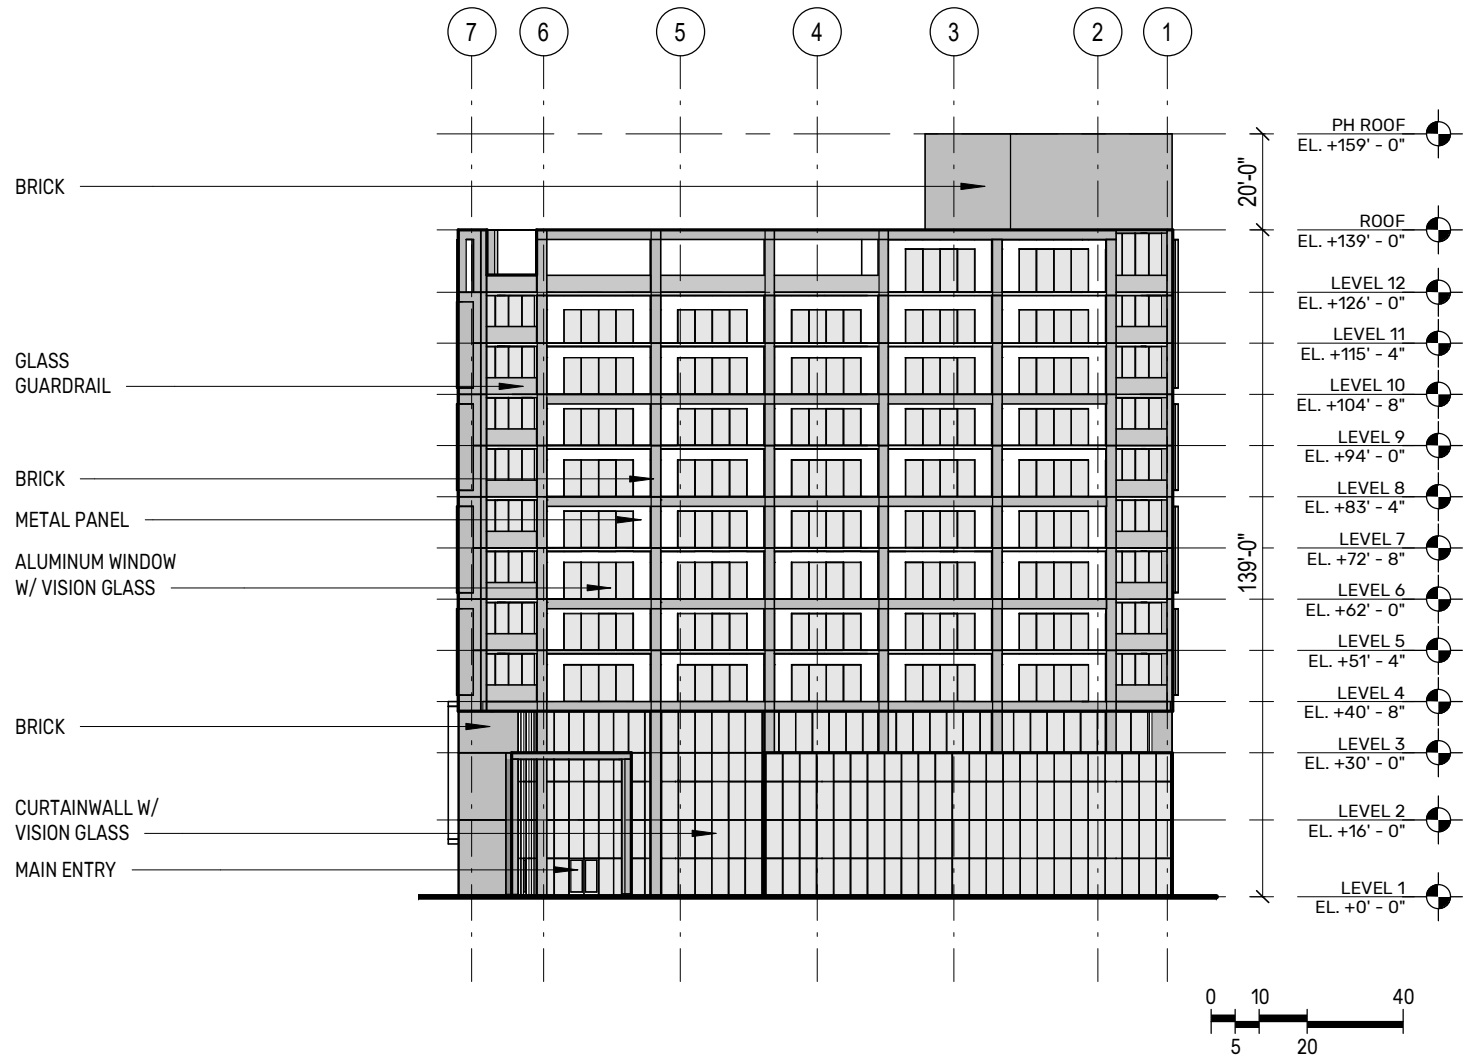 7 6 5 4 3 2 1
PH ROOF
EL. +159' - 0"
BRICK
20'-0"
ROOF
EL. +139' - 0"
LEVEL 12
EL. +126' - 0"
LEVEL 11
EL. +115' - 4"
GLASS
GUARDRAIL
LEVEL 10
EL. +104' - 8"
LEVEL 9
EL. +94' - 0"
BRICK
LEVEL 8
EL. +83' - 4"
METAL PANEL
LEVEL 7
EL. +72' - 8"
ALUMINUM WINDOW
W/ VISION GLASS
139'-0"
LEVEL 6
EL. +62' - 0"
LEVEL 5
EL. +51' - 4"
LEVEL 4
EL. +40' - 8"
BRICK
LEVEL 3
EL. +30' - 0"
CURTAINWALL W/
VISION GLASS
LEVEL 2
EL. +16' - 0"
MAIN ENTRY
LEVEL 1
EL. +0' - 0"
0 10 40
5 20